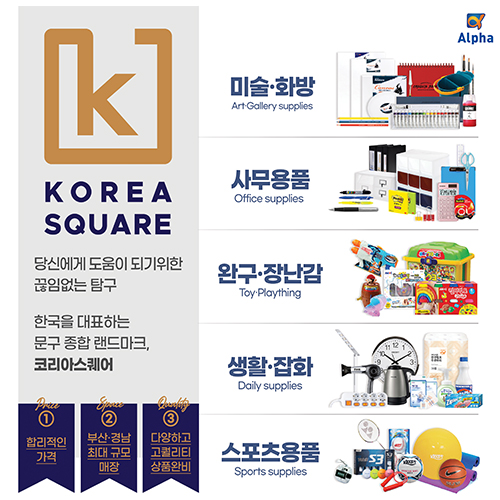 Alpha
k
KOREA
SQUARE
당신에게 도움이 되기위한
끊임없는 탐구
한국을 대표하는
문구 종합 랜드마크,
코리아스퀘어
Price
1
합리적인
가격
Space
2
부산·경남
최대 규모
매장
Quality
3
다양하고
고퀄리티
상품완비
미술·화방
Art·Gallery supplies
사무용품
Office supplies
완구·장난감
Toy·Plaything
생활·잡화
Daily supplies
스포츠용품
Sports supplies